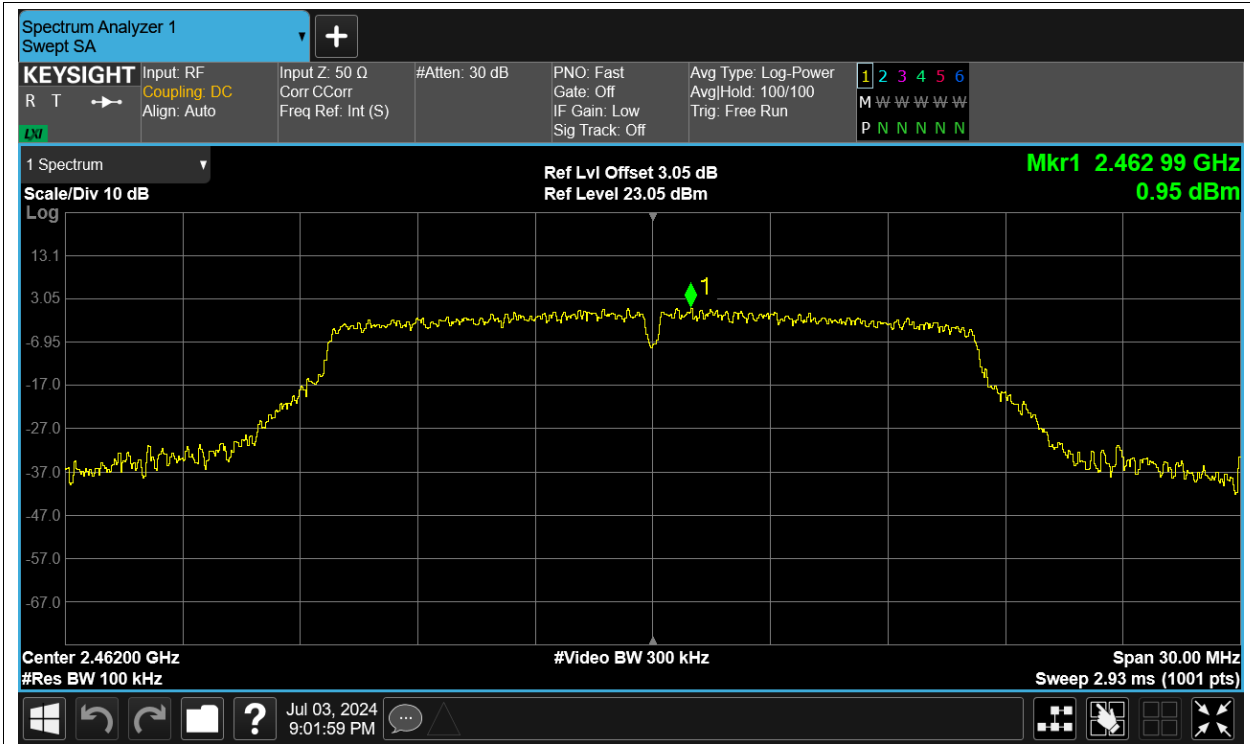 Spectrum Analyzer 1
Swept SA
KEYSIGHT
R T
LXI
Input: RF
Coupling: DC
Align: Auto
Input Z: 50 Ω
Corr CCorr
Freq Ref: Int (S)
#Atten: 30 dB
PNO: Fast
Gate: Off
IF Gain: Low
Sig Track: Off
Avg Type: Log-Power
Avg|Hold: 100/100
Trig: Free Run
1 2 3 4 5 6
M W W W W W
P N N N N N
1 Spectrum
Scale/Div 10 dB
Log
Ref Lvl Offset 3.05 dB
Ref Level 23.05 dBm
Mkr1 2.462 99 GHz
0.95 dBm
13.1
3.05
-6.95
-17.0
-27.0
-37.0
-47.0
-57.0
-67.0
1
Center 2.46200 GHz
#Res BW 100 kHz
#Video BW 300 kHz
Span 30.00 MHz
Sweep 2.93 ms (1001 pts)
?
Jul 03, 2024
9:01:59 PM